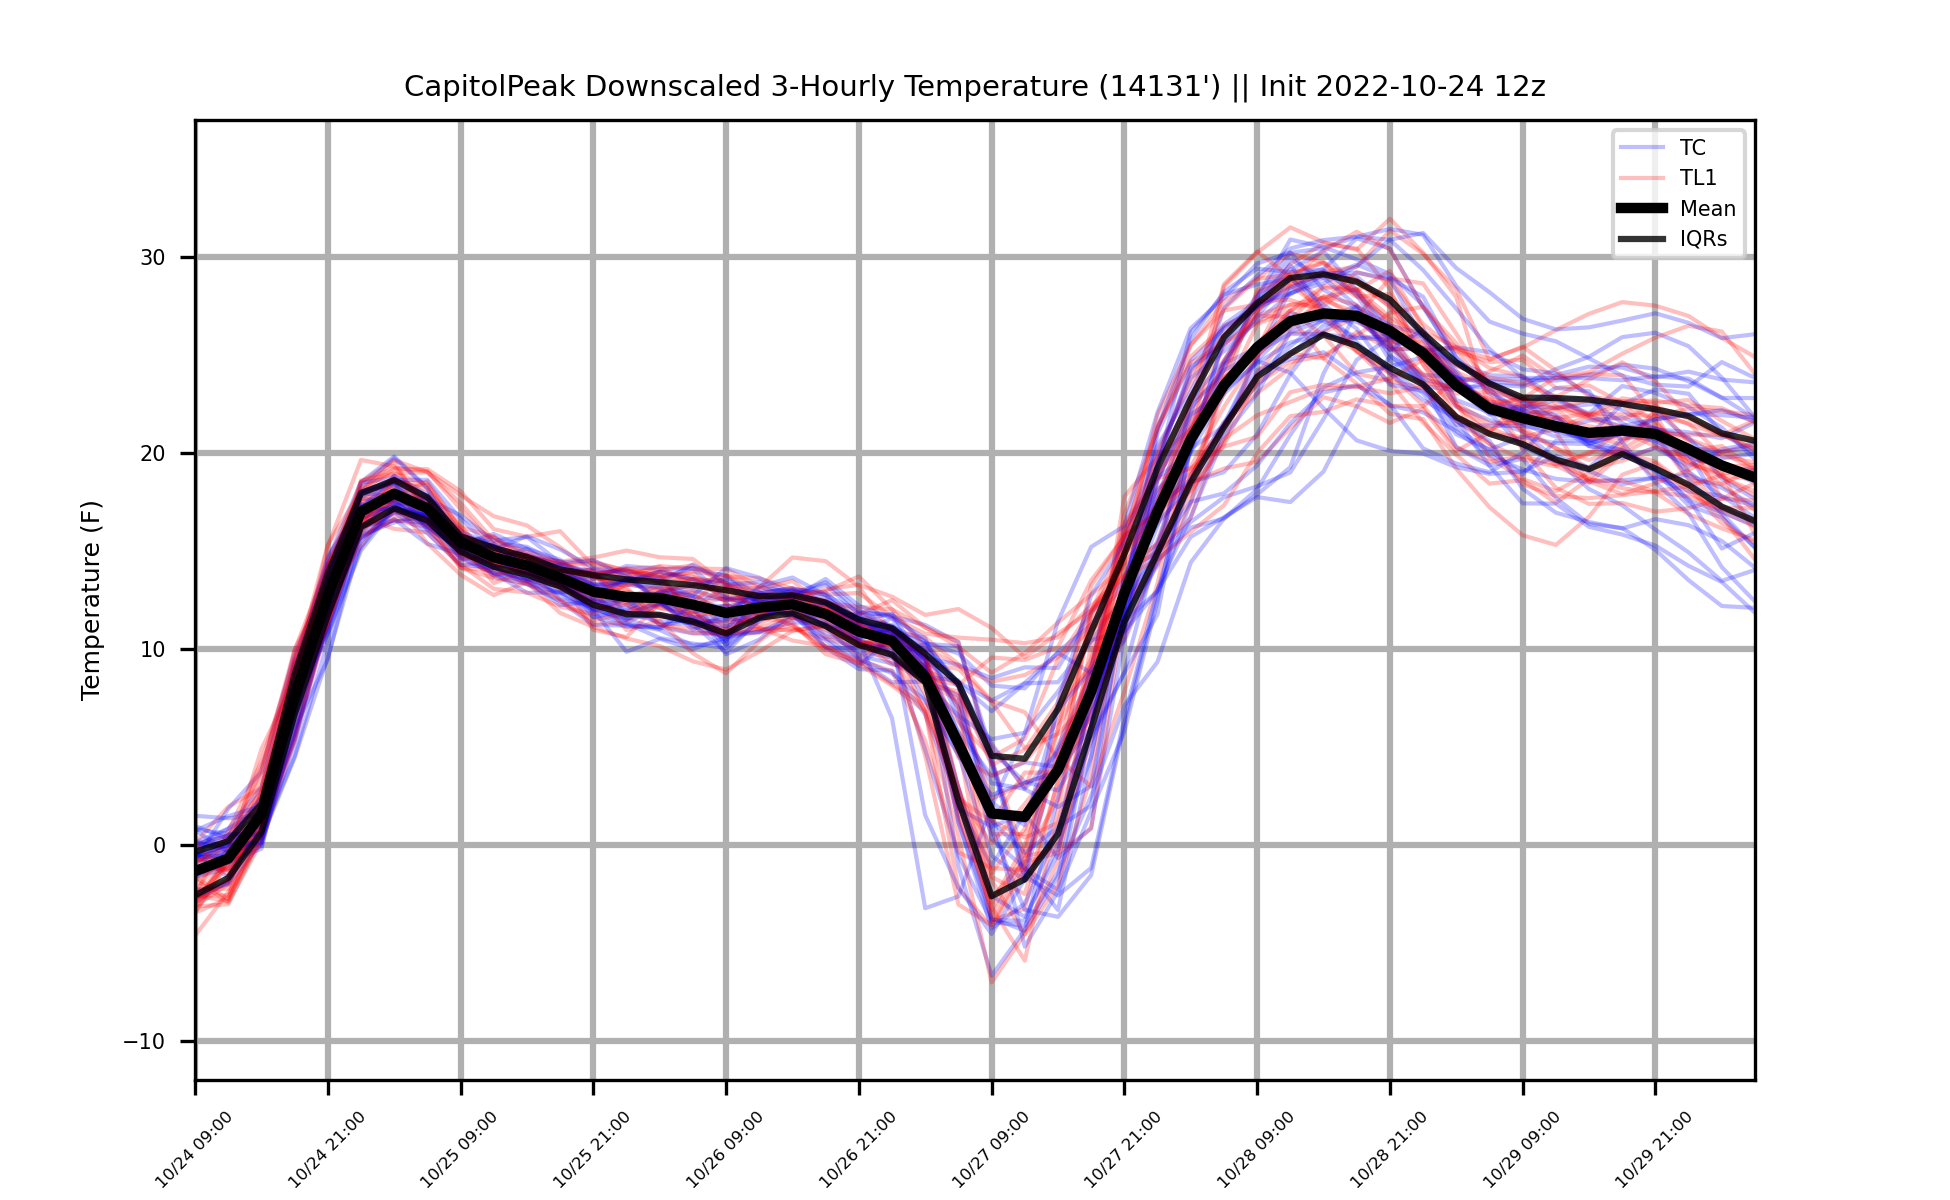 CapitolPeak Downscaled 3-Hourly Temperature (14131') || Init 2022-10-24 12z
TC
TL1
Mean
IQRs
Temperature (F)
30
20
10
0
−10
10/24 09:00
10/24 21:00
10/25 09:00
10/25 21:00
10/26 09:00
10/26 21:00
10/27 09:00
10/27 21:00
10/28 09:00
10/28 21:00
10/29 09:00
10/29 21:00